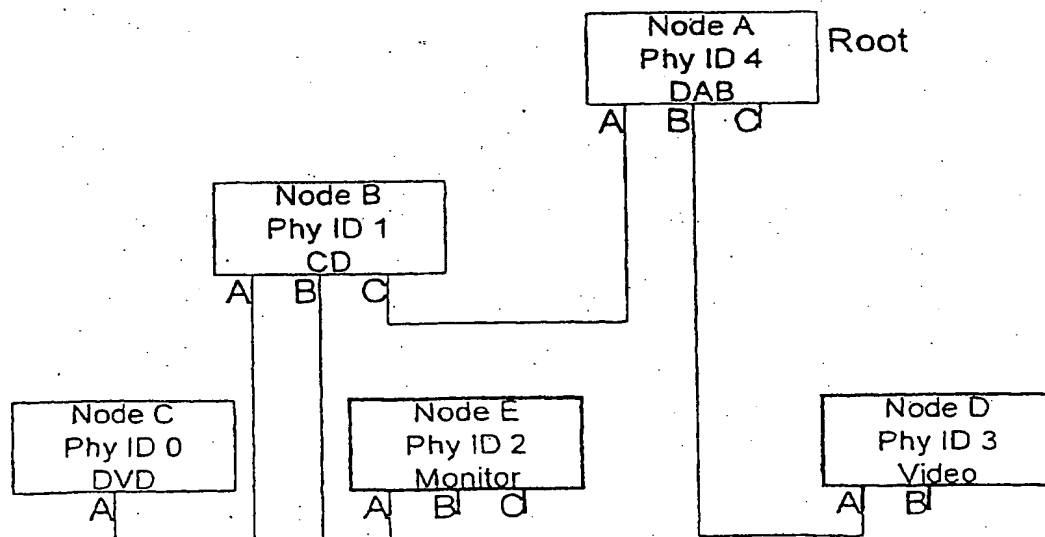 Node A
Phy ID 4
DAB
Root
A B C
Node B
Phy ID 1
CD
A B C
Node C
Phy ID 0
DVD
A
Node E
Phy ID 2
Monitor
A B C
Node D
Phy ID 3
Video
A B